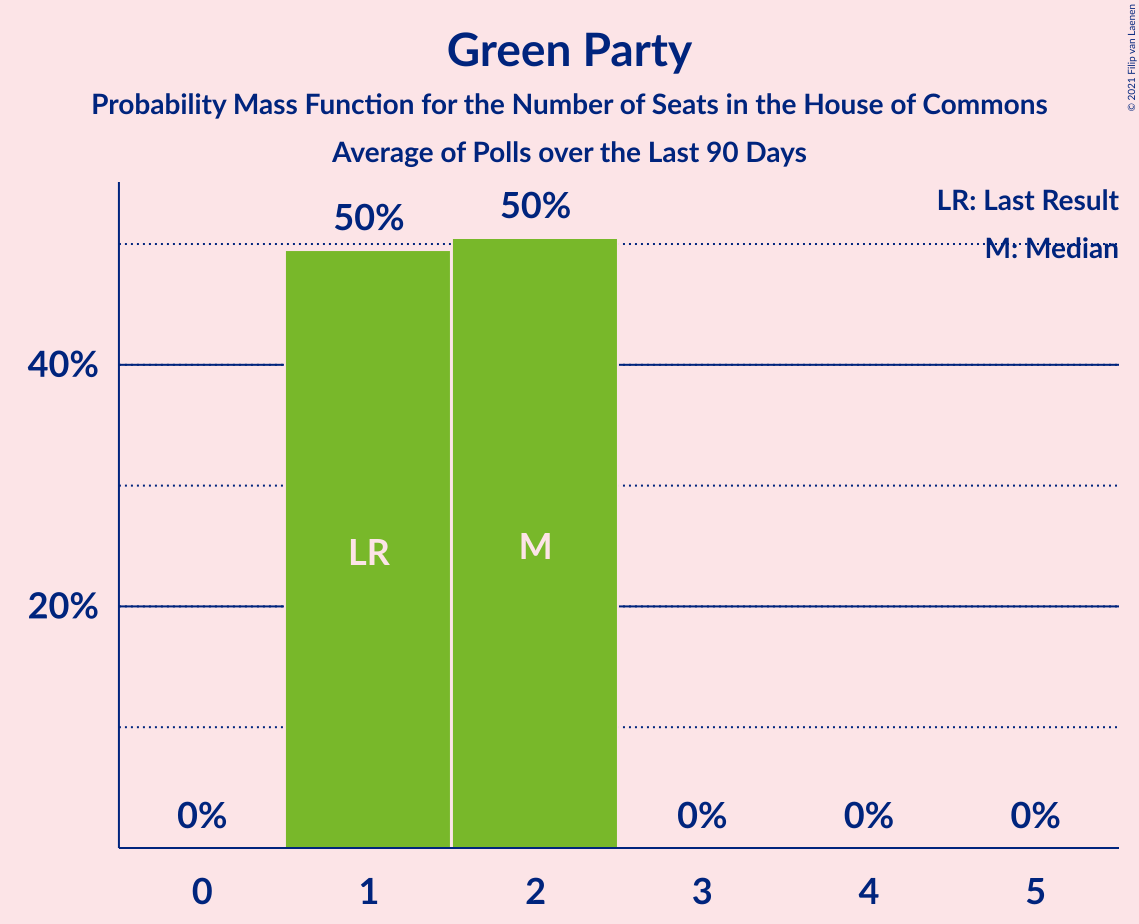 Green Party
Probability Mass Function for the Number of Seats in the House of Commons
Average of Polls over the Last 90 Days
© 2021 Filip van Laenen
LR: Last Result
M: Median
50%
50%
40%
20%
LR
M
0%
0%
0%
0%
0
1
2
3
4
5